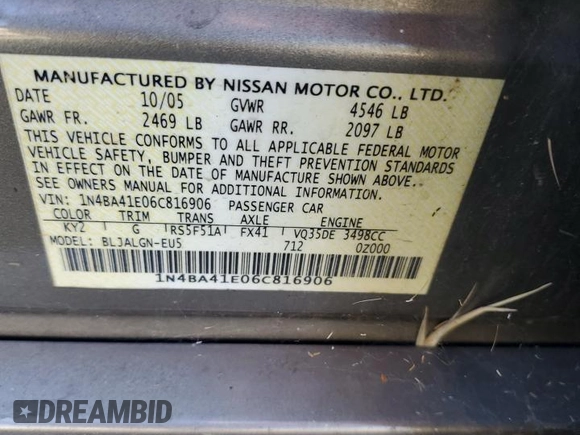 MANUFACTURED BY NISSAN MOTOR CO., LTD.
DATE 10/05 GVWR 4546 LB
GAWR FR. 2469 LB GAWR RR. 2097 LB
THIS VEHICLE CONFORMS TO ALL APPLICABLE FEDERAL MOTOR
VEHICLE SAFETY, BUMPER AND THEFT PREVENTION STANDARDS
IN EFFECT ON THE DATE OF MANUFACTURE SHOWN ABOVE.
SEE OWNERS MANUAL FOR ADDITIONAL INFORMATION.
VIN: 1N4BA41E06C816906 PASSENGER CAR
COLOR TRIM TRANS AXLE ENGINE
KY2 G RS5F51A FX41 VQ35DE 3498CC
MODEL: BLJALGN-EU5 712 0Z000
1N4BA41E06C816906
DREAMBID